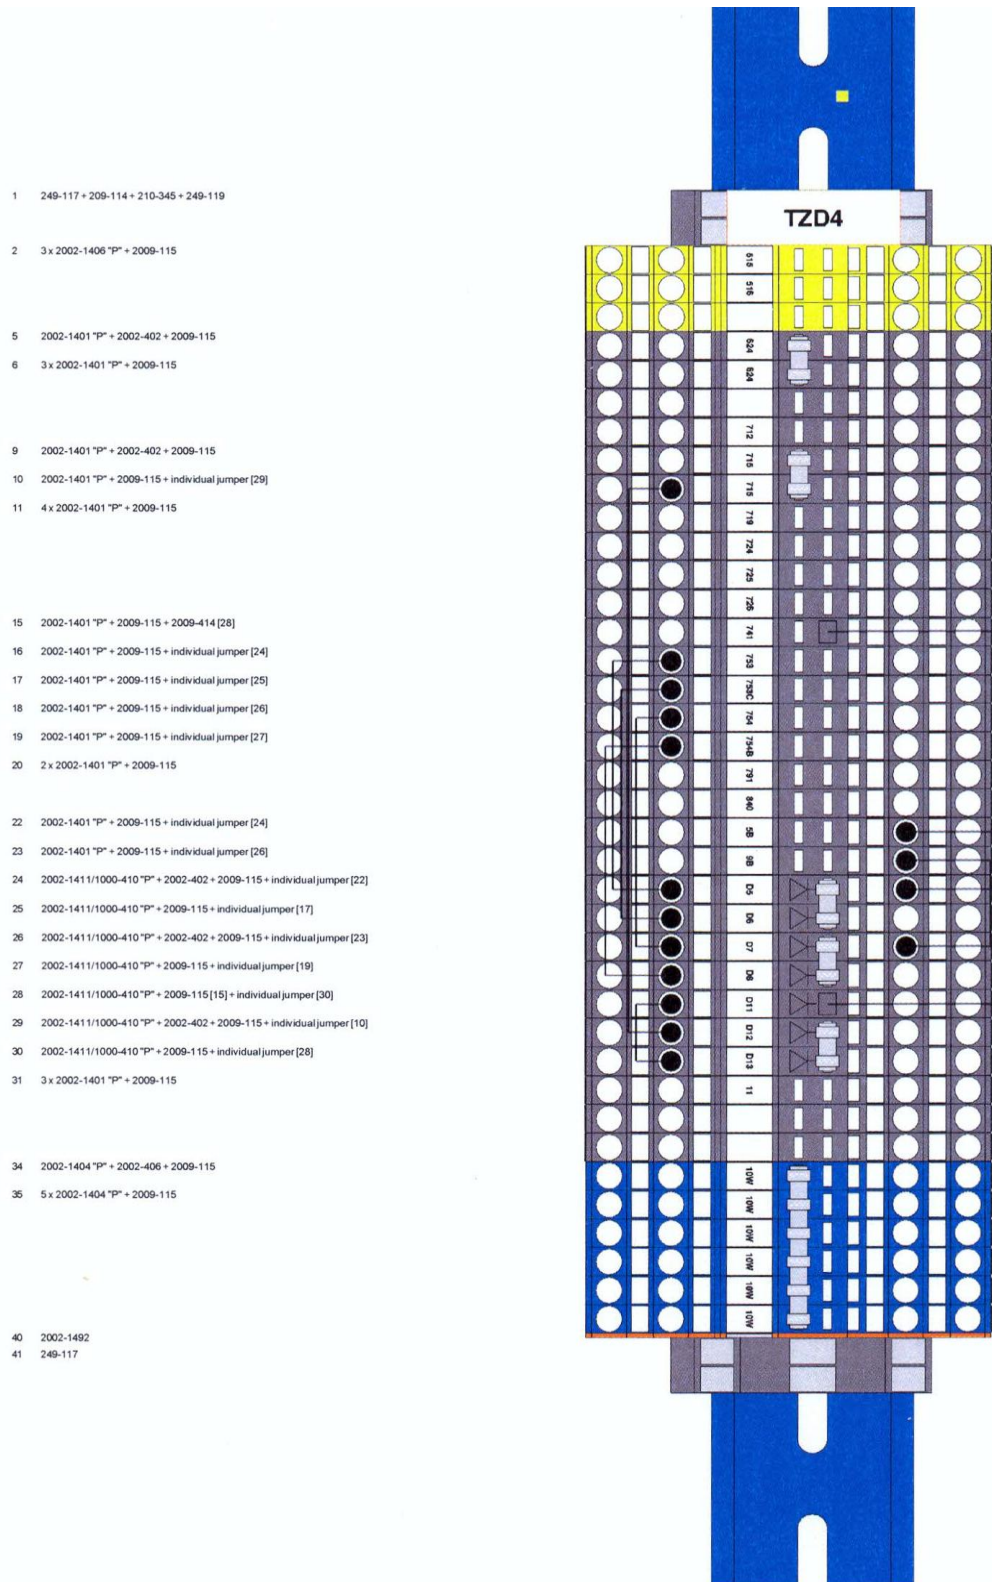 TZD4
1 249-117 + 209-114 + 210-345 + 249-119
2 3 x 2002-1406 "P" + 2009-115
5 2002-1401 "P" + 2002-402 + 2009-115
6 3 x 2002-1401 "P" + 2009-115
9 2002-1401 "P" + 2002-402 + 2009-115
10 2002-1401 "P" + 2009-115 + individual jumper [29]
11 4 x 2002-1401 "P" + 2009-115
15 2002-1401 "P" + 2009-115 + 2009-414 [28]
16 2002-1401 "P" + 2009-115 + individual jumper [24]
17 2002-1401 "P" + 2009-115 + individual jumper [25]
18 2002-1401 "P" + 2009-115 + individual jumper [26]
19 2002-1401 "P" + 2009-115 + individual jumper [27]
20 2 x 2002-1401 "P" + 2009-115
22 2002-1401 "P" + 2009-115 + individual jumper [24]
23 2002-1401 "P" + 2009-115 + individual jumper [26]
24 2002-1411/1000-410 "P" + 2002-402 + 2009-115 + individual jumper [22]
25 2002-1411/1000-410 "P" + 2009-115 + individual jumper [17]
26 2002-1411/1000-410 "P" + 2002-402 + 2009-115 + individual jumper [23]
27 2002-1411/1000-410 "P" + 2009-115 + individual jumper [19]
28 2002-1411/1000-410 "P" + 2009-115 [15] + individual jumper [30]
29 2002-1411/1000-410 "P" + 2002-402 + 2009-115 + individual jumper [10]
30 2002-1411/1000-410 "P" + 2009-115 + individual jumper [28]
31 3 x 2002-1401 "P" + 2009-115
34 2002-1404 "P" + 2002-406 + 2009-115
35 5 x 2002-1404 "P" + 2009-115
40 2002-1492
41 249-117
515
516
524
524
712
715
715
719
724
725
726
741
753
753C
754
754B
791
840
5B
9B
D5
D6
D7
D8
D11
D12
D13
11
10W
10W
10W
10W
10W
10W